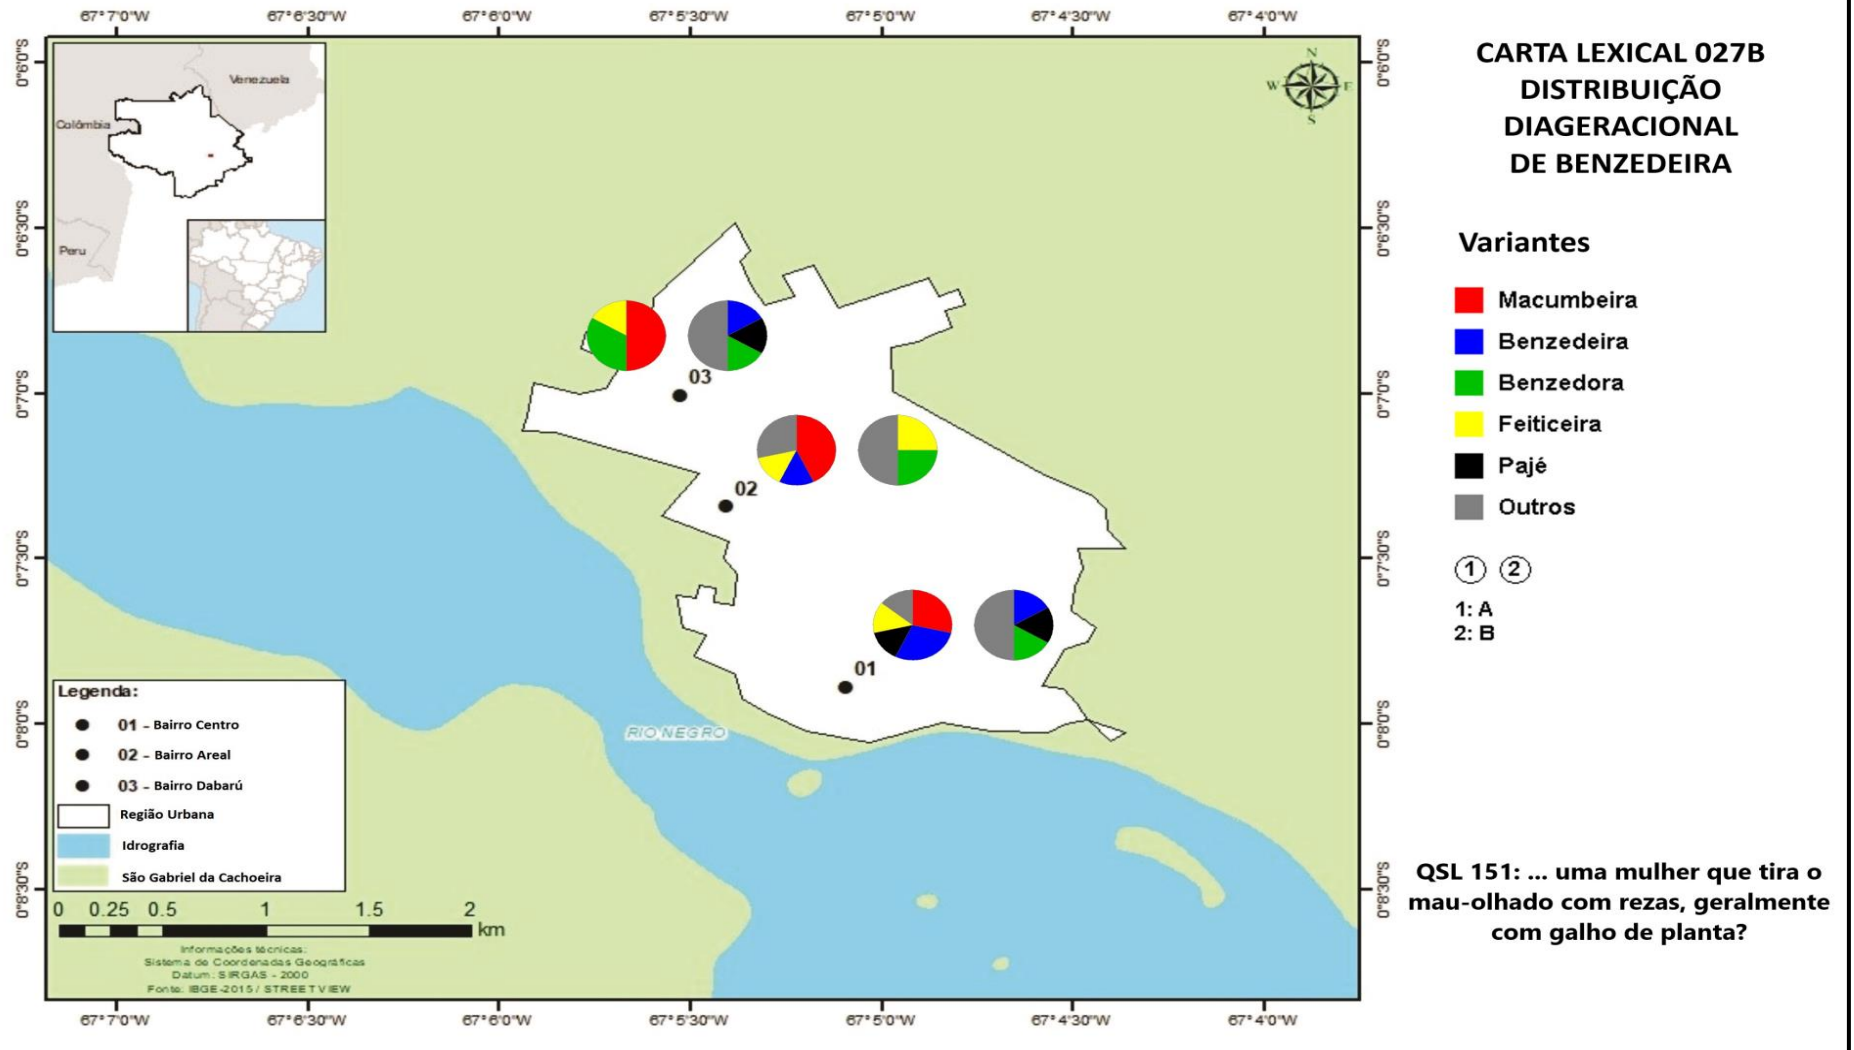 67°7'0"W 67°6'30"W 67°6'0"W 67°5'30"W 67°5'0"W 67°4'30"W 67°4'0"W
0°6'0"S 0°6'0"S
0°6'30"S 0°6'30"S
0°7'0"S 0°7'0"S
0°7'30"S 0°7'30"S
0°8'0"S 0°8'0"S
0°8'30"S 0°8'30"S
Venezuela
Colômbia
Peru
N
W E
S
03
02
01
RIO NEGRO
Legenda:
01 - Bairro Centro
02 - Bairro Areal
03 - Bairro Dabarú
Região Urbana
Idrografia
São Gabriel da Cachoeira
0 0.25 0.5 1 1.5 2
km
Informações técnicas:
Sistema de Coordenadas Geográficas
Datum: SIRGAS - 2000
Fonte: IBGE-2015 / STREET VIEW
67°7'0"W 67°6'30"W 67°6'0"W 67°5'30"W 67°5'0"W 67°4'30"W 67°4'0"W
CARTA LEXICAL 027B
DISTRIBUIÇÃO
DIAGERACIONAL
DE BENZEDEIRA
Variantes
Macumbeira
Benzedeira
Benzedora
Feiticeira
Pajé
Outros
1 2
1: A
2: B
QSL 151: ... uma mulher que tira o
mau-olhado com rezas, geralmente
com galho de planta?